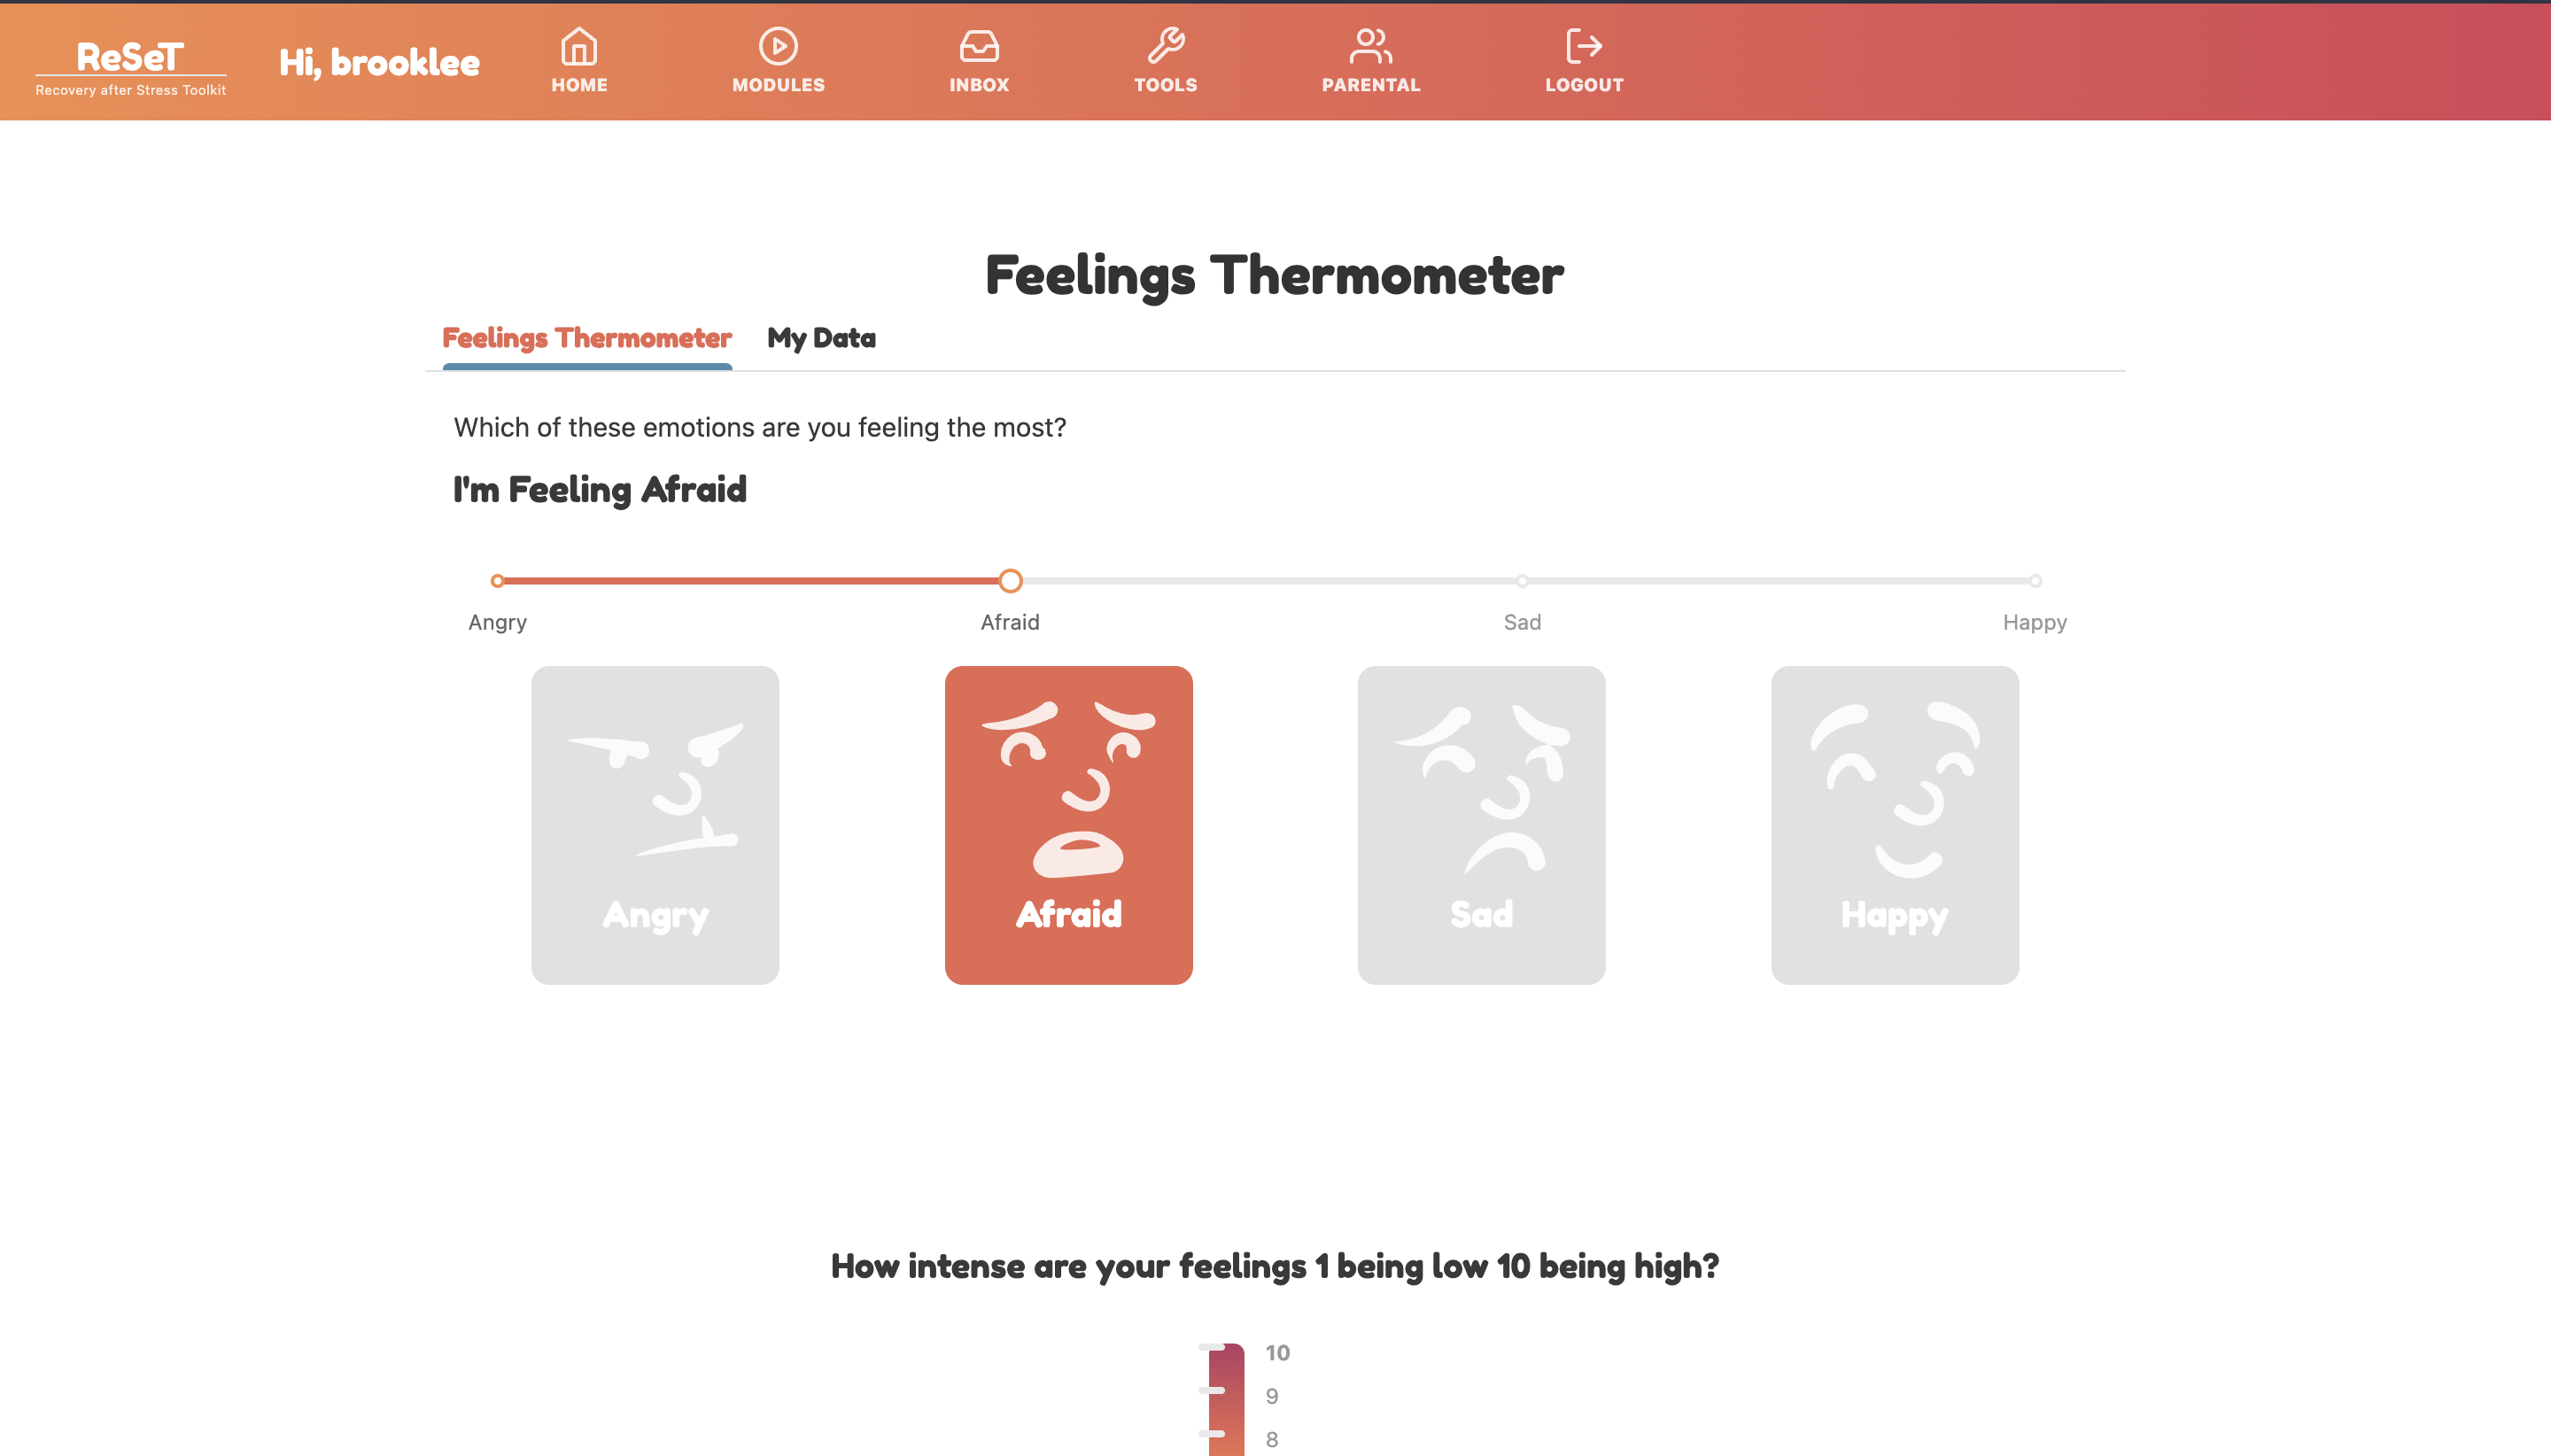 ReSeT
Recovery after Stress Toolkit
Hi, brooklee
HOME
MODULES
INBOX
TOOLS
PARENTAL
LOGOUT
Feelings Thermometer
Feelings Thermometer
My Data
Which of these emotions are you feeling the most?
I'm Feeling Afraid
Angry
Afraid
Sad
Happy
Angry
Afraid
Sad
Happy
How intense are your feelings 1 being low 10 being high?
10
9
8